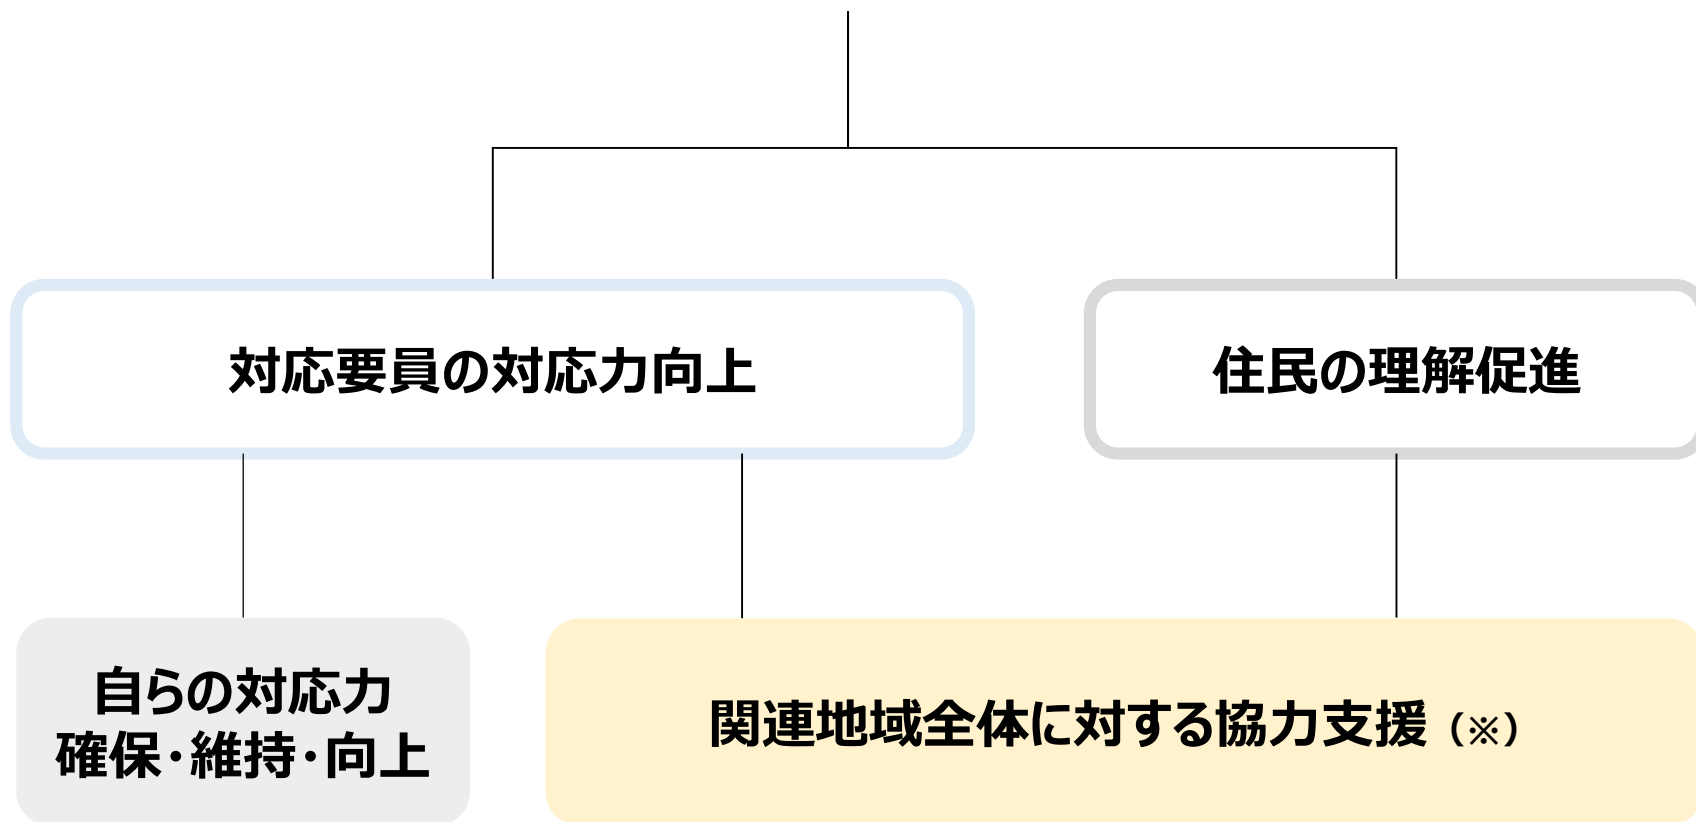 対応要員の対応力向上
住民の理解促進
自らの対応力
確保･維持･向上
関連地域全体に対する協力支援（※）